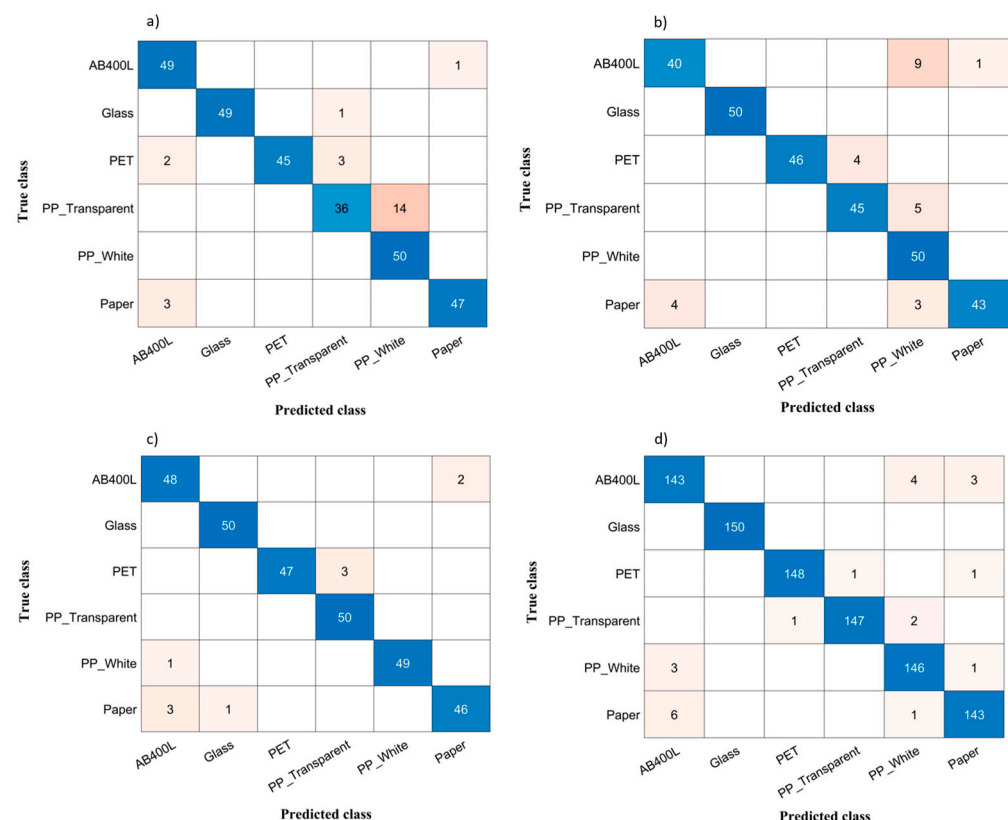 a)
True class
AB400L 49 1
Glass 49 1
PET 2 45 3
PP_Transparent 36 14
PP_White 50
Paper 3 47
AB400L Glass PET PP_Transparent PP_White Paper
Predicted class
b)
True class
AB400L 40 9 1
Glass 50
PET 46 4
PP_Transparent 45 5
PP_White 50
Paper 4 3 43
AB400L Glass PET PP_Transparent PP_White Paper
Predicted class
c)
True class
AB400L 48 2
Glass 50
PET 47 3
PP_Transparent 50
PP_White 1 49
Paper 3 1 46
AB400L Glass PET PP_Transparent PP_White Paper
Predicted class
d)
True class
AB400L 143 4 3
Glass 150
PET 148 1 1
PP_Transparent 1 147 2
PP_White 3 146 1
Paper 6 1 143
AB400L Glass PET PP_Transparent PP_White Paper
Predicted class